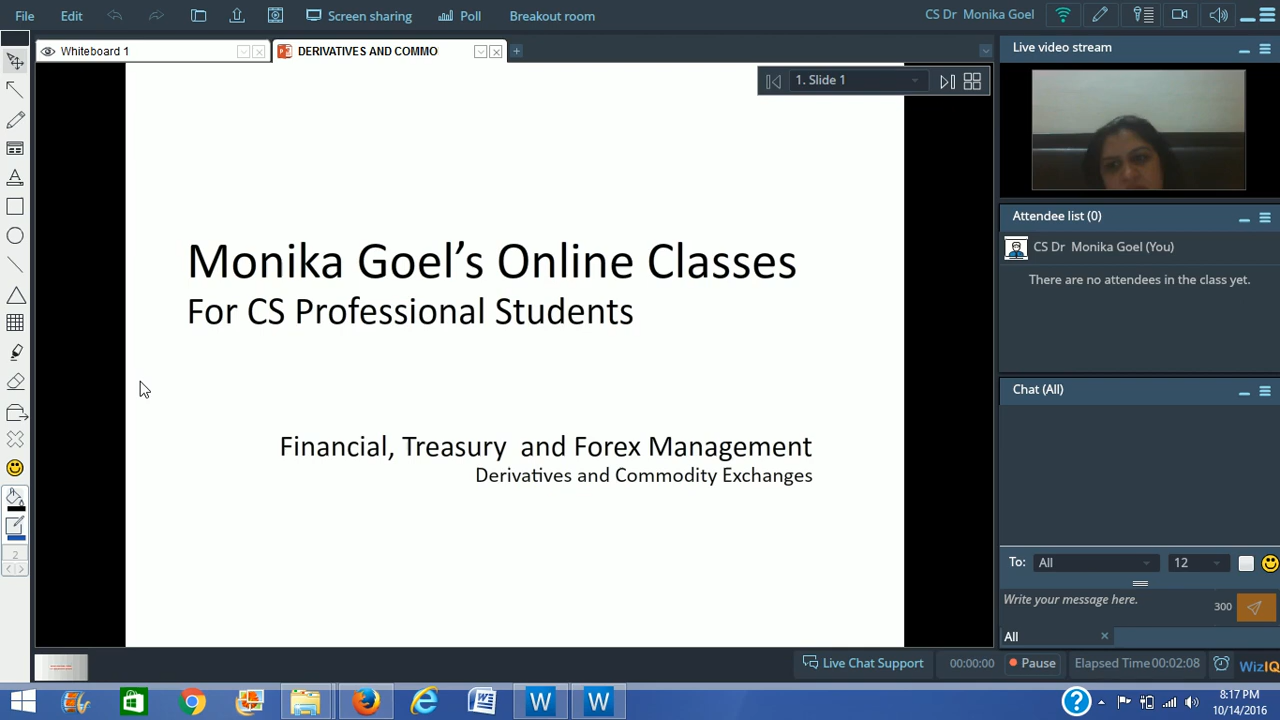 File Edit Screen sharing Poll Breakout room CS Dr Monika Goel
Whiteboard 1 DERIVATIVES AND COMMO
1. Slide 1
Live video stream
Monika Goel’s Online Classes
For CS Professional Students
Financial, Treasury and Forex Management
Derivatives and Commodity Exchanges
Attendee list (0)
CS Dr Monika Goel (You)
There are no attendees in the class yet.
Chat (All)
To: All 12
Write your message here. 300
All
2
Live Chat Support 00:00:00 Pause Elapsed Time 00:02:08 WizIQ
8:17 PM
10/14/2016